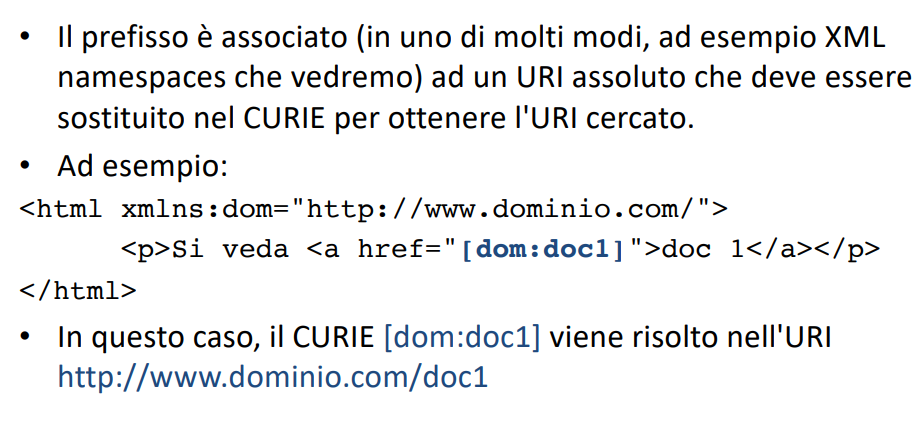 • Il prefisso è associato (in uno di molti modi, ad esempio XML
namespaces che vedremo) ad un URI assoluto che deve essere
sostituito nel CURIE per ottenere l'URI cercato.
• Ad esempio:
<html xmlns:dom="http://www.dominio.com/">
<p>Si veda <a href="[dom:doc1]">doc 1</a></p>
</html>
• In questo caso, il CURIE [dom:doc1] viene risolto nell'URI
http://www.dominio.com/doc1